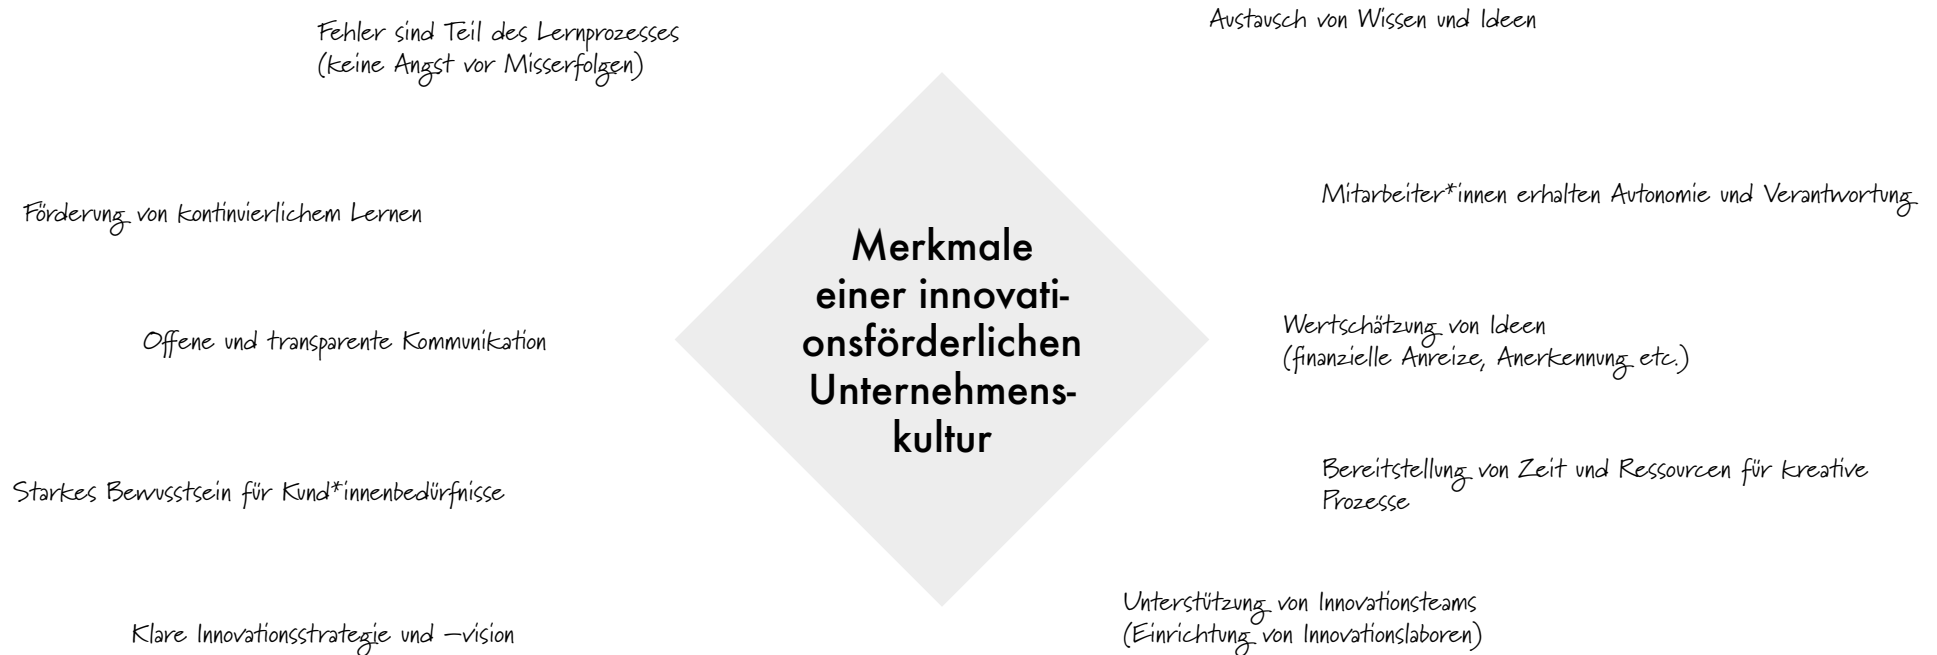 Fehler sind Teil des Lernprozesses
(keine Angst vor Misserfolgen)
Austausch von Wissen und Ideen
Förderung von kontinuierlichem Lernen
Mitarbeiter*innen erhalten Autonomie und Verantwortung
Merkmale
einer innovati-
onsförderlichen
Unternehmens-
kultur
Offene und transparente Kommunikation
Wertschätzung von Ideen
(finanzielle Anreize, Anerkennung etc.)
Starkes Bewusstsein für Kund*innenbedürfnisse
Bereitstellung von Zeit und Ressourcen für kreative
Prozesse
Klare Innovationsstrategie und –vision
Unterstützung von Innovationsteams
(Einrichtung von Innovationslaboren)